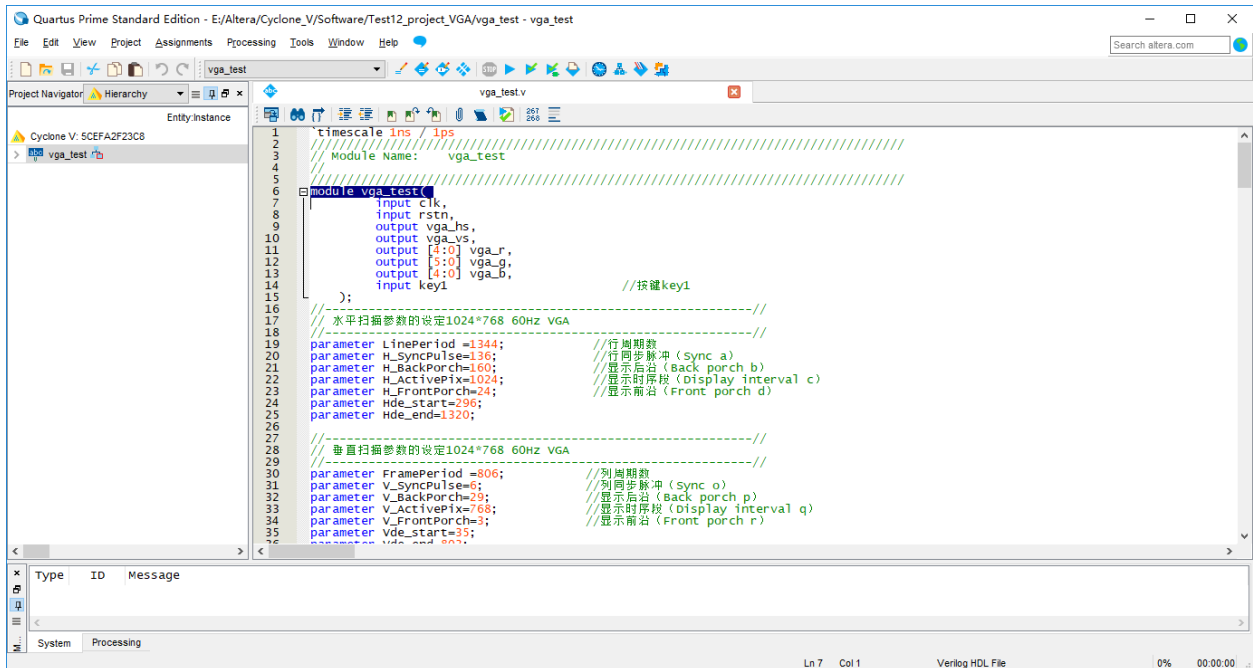 Quartus Prime Standard Edition - E:/Altera/Cyclone_V/Software/Test12_project_VGA/vga_test - vga_test
File Edit View Project Assignments Processing Tools Window Help
Search altera.com
vga_test
STOP
Project Navigator Hierarchy
Entity:Instance
Cyclone V: 5CEFA2F23C8
abc vga_test
abc vga_test.v
267
268
1 `timescale 1ns / 1ps
2 //////////////////////////////////////////////////////////////////////////////////
3 // Module Name:    vga_test
4 //
5 //////////////////////////////////////////////////////////////////////////////////
6 module vga_test(
7 input clk,
8 input rstn,
9 output vga_hs,
10 output vga_vs,
11 output [4:0] vga_r,
12 output [5:0] vga_g,
13 output [4:0] vga_b,
14 input key1 //按键key1
15 );
16 //-----------------------------------------------------------//
17 // 水平扫描参数的设定1024*768 60Hz VGA
18 //-----------------------------------------------------------//
19 parameter LinePeriod =1344; //行周期数
20 parameter H_SyncPulse=136; //行同步脉冲（Sync a）
21 parameter H_BackPorch=160; //显示后沿（Back porch b）
22 parameter H_ActivePix=1024; //显示时序段（Display interval c）
23 parameter H_FrontPorch=24; //显示前沿（Front porch d）
24 parameter Hde_start=296;
25 parameter Hde_end=1320;
26
27 //-----------------------------------------------------------//
28 // 垂直扫描参数的设定1024*768 60Hz VGA
29 //-----------------------------------------------------------//
30 parameter FramePeriod =806; //列周期数
31 parameter V_SyncPulse=6; //列同步脉冲（Sync o）
32 parameter V_BackPorch=29; //显示后沿（Back porch p）
33 parameter V_ActivePix=768; //显示时序段（Display interval q）
34 parameter V_FrontPorch=3; //显示前沿（Front porch r）
35 parameter Vde_start=35;
36 parameter Vde_end=803;
Type ID Message
System Processing
Ln 7 Col 1 Verilog HDL File 0% 00:00:00